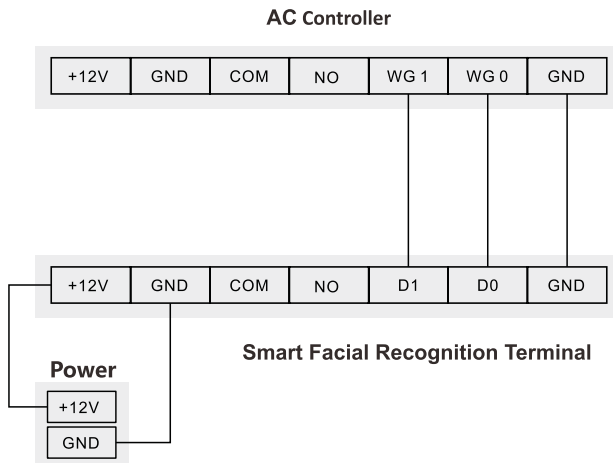 AC Controller
+12V GND COM NO WG 1 WG 0 GND
+12V GND COM NO D1 D0 GND
Smart Facial Recognition Terminal
Power
+12V
GND